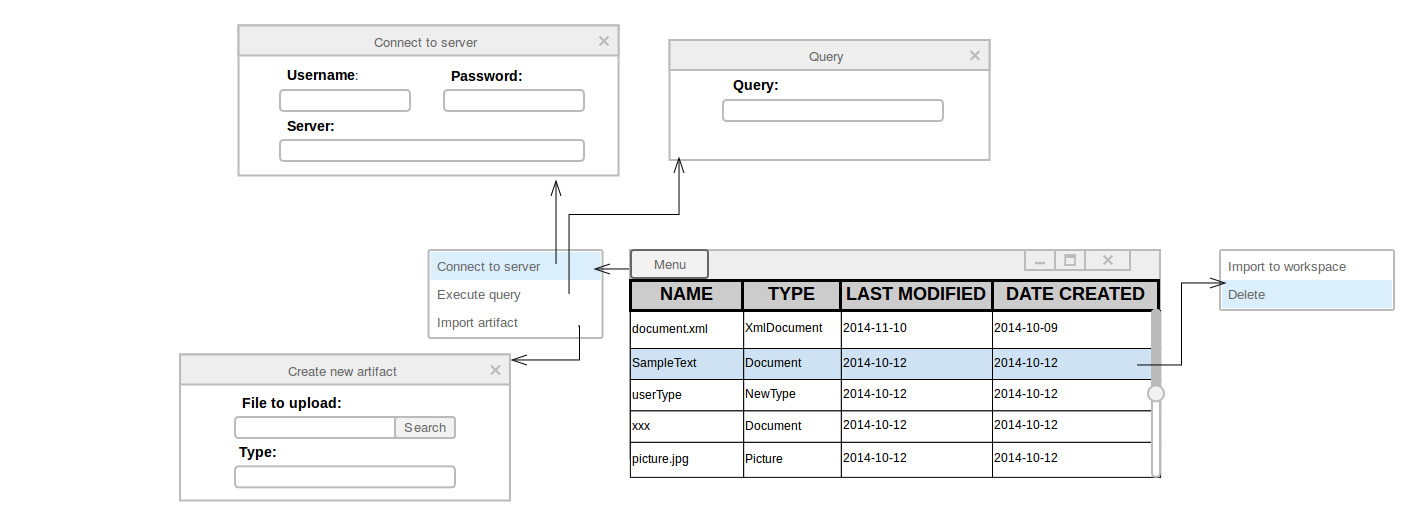 Connect to server
Username:
Password:
Server:
Query
Query:
Connect to server
Execute query
Import artifact
Menu
NAME TYPE LAST MODIFIED DATE CREATED
document.xml XmlDocument 2014-11-10 2014-10-09
SampleText Document 2014-10-12 2014-10-12
userType NewType 2014-10-12 2014-10-12
xxx Document 2014-10-12 2014-10-12
picture.jpg Picture 2014-10-12 2014-10-12
Import to workspace
Delete
Create new artifact
File to upload:
Search
Type: